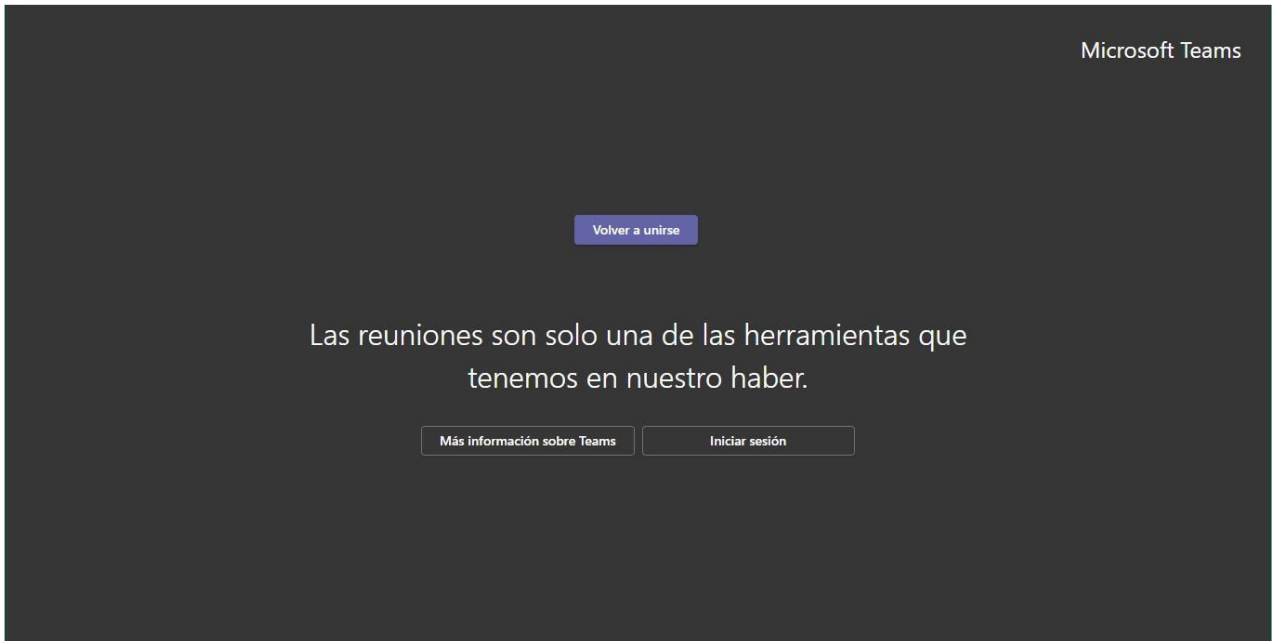 Microsoft Teams
Volver a unirse
Las reuniones son solo una de las herramientas que
tenemos en nuestro haber.
Más información sobre Teams
Iniciar sesión